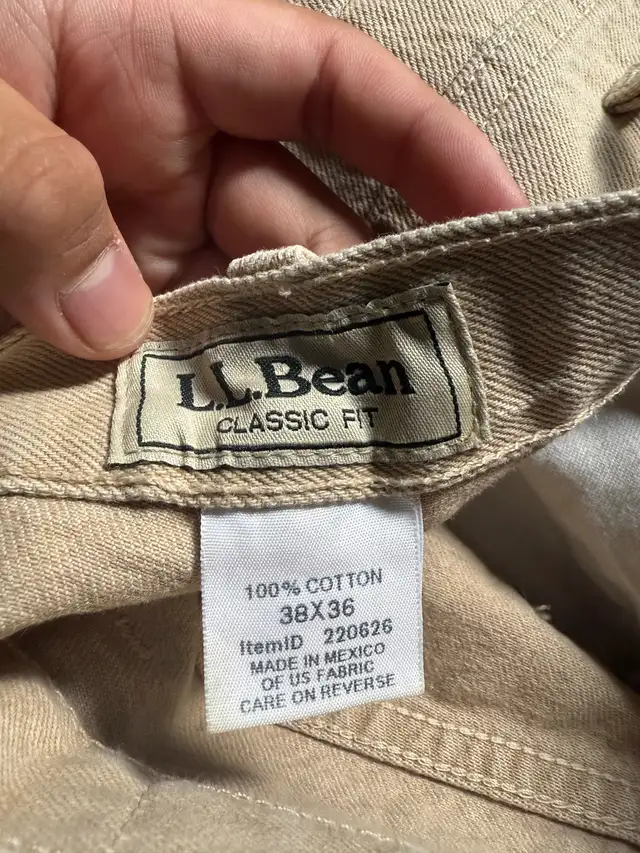 L.L.Bean
CLASSIC FIT
100% COTTON
38X36
ItemID 220626
MADE IN MEXICO
OF US FABRIC
CARE ON REVERSE